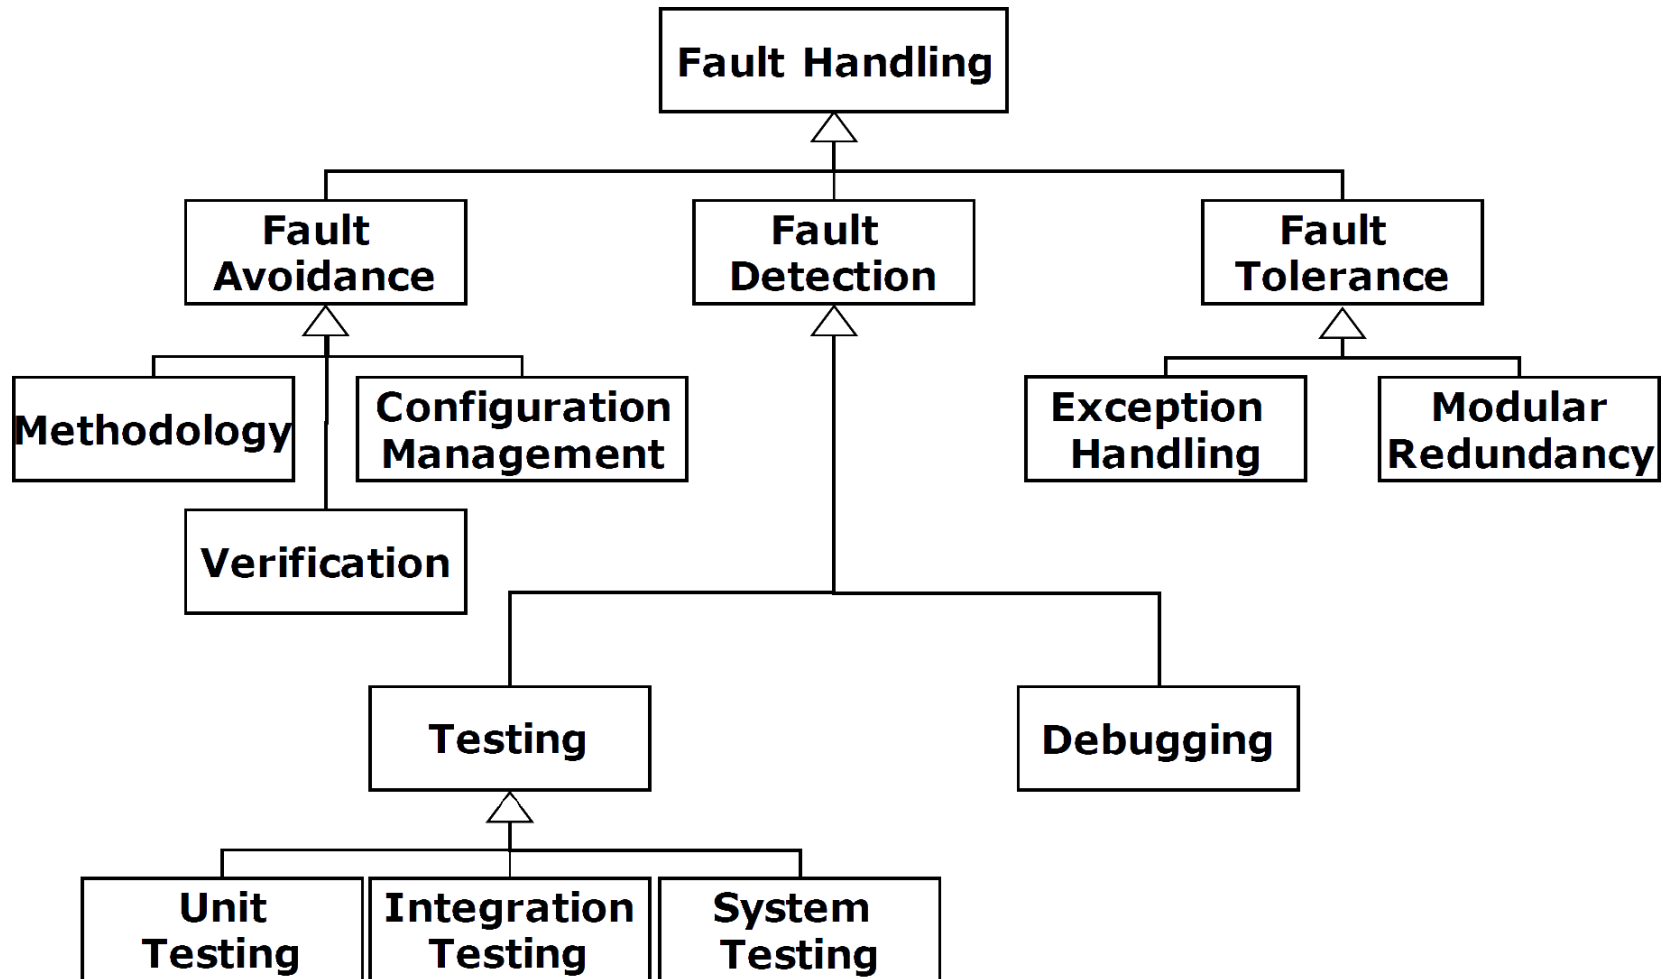 Fault Handling
Fault
Avoidance
Fault
Detection
Fault
Tolerance
Methodology
Configuration
Management
Exception
Handling
Modular
Redundancy
Verification
Testing
Debugging
Unit
Testing
Integration
Testing
System
Testing